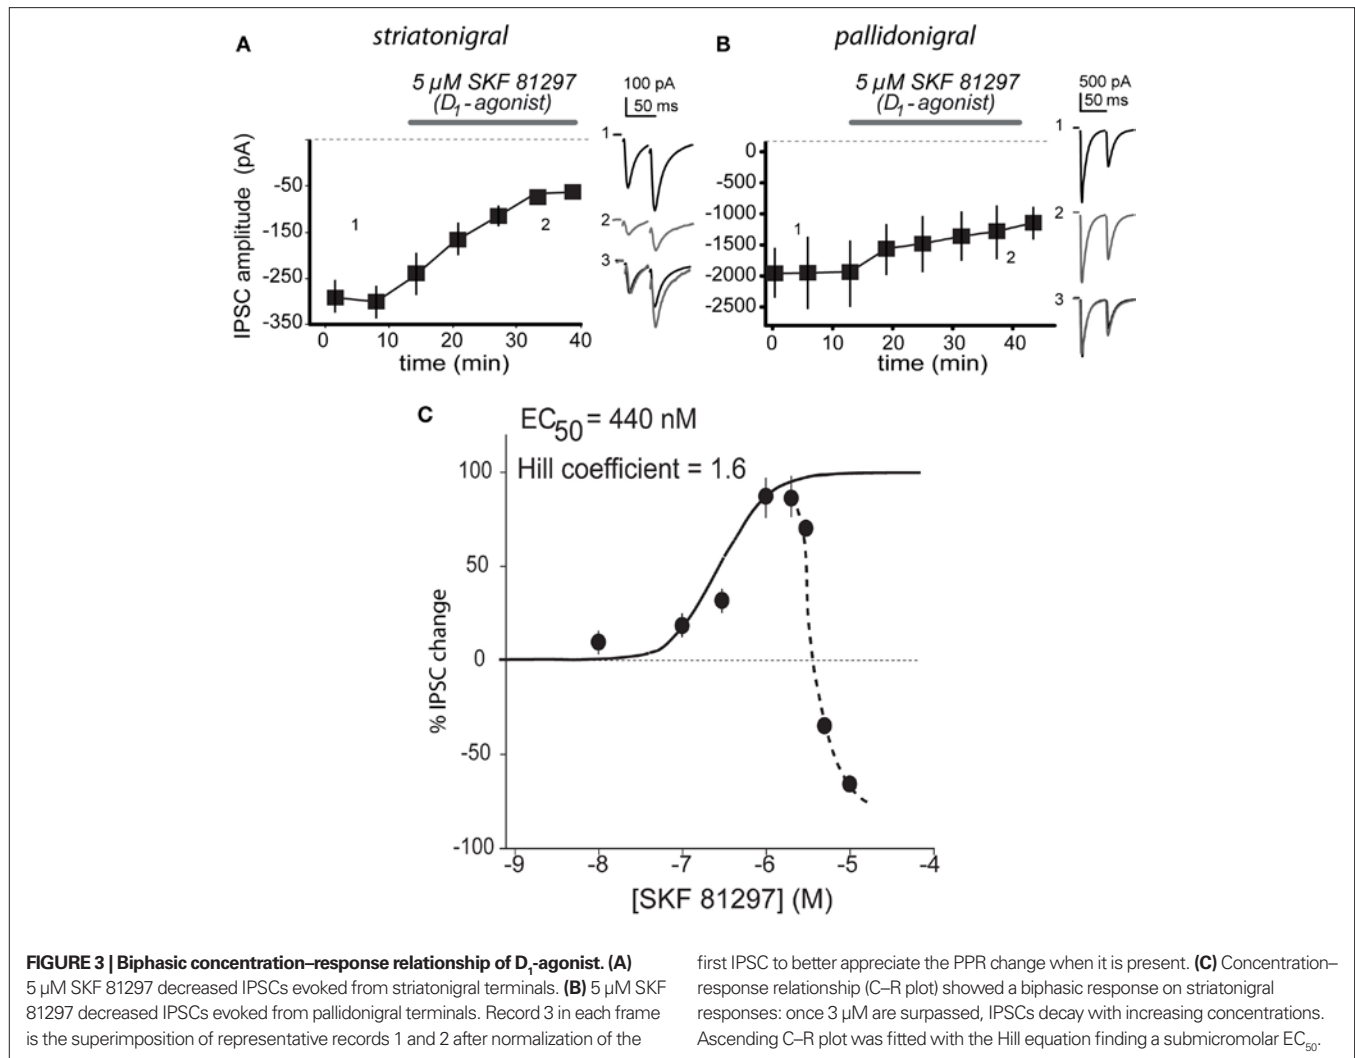 A
striatonigral
5 µM SKF 81297
(D1 - agonist)
100 pA
50 ms
IPSC amplitude (pA)
-50
-150
-250
-350
0
10
20
30
40
time (min)
1
2
1
2
3
B
pallidonigral
5 µM SKF 81297
(D1 - agonist)
500 pA
50 ms
0
-500
-1000
-1500
-2000
-2500
0
10
20
30
40
time (min)
1
2
1
2
3
C
EC50 = 440 nM
Hill coefficient = 1.6
% IPSC change
100
50
0
-50
-100
-9
-8
-7
-6
-5
-4
[SKF 81297] (M)
FIGURE 3 | Biphasic concentration–response relationship of D1-agonist. (A)
5 µM SKF 81297 decreased IPSCs evoked from striatonigral terminals. (B) 5 µM SKF
81297 decreased IPSCs evoked from pallidonigral terminals. Record 3 in each frame
is the superimposition of representative records 1 and 2 after normalization of the
first IPSC to better appreciate the PPR change when it is present. (C) Concentration–
response relationship (C–R plot) showed a biphasic response on striatonigral
responses: once 3 µM are surpassed, IPSCs decay with increasing concentrations.
Ascending C–R plot was fitted with the Hill equation finding a submicromolar EC50.